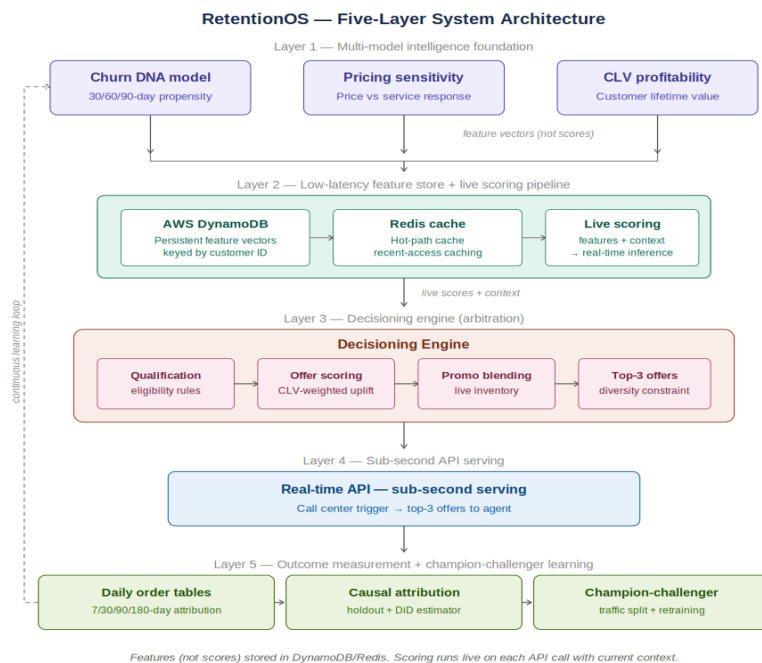 RetentionOS — Five-Layer System Architecture
Layer 1 — Multi-model intelligence foundation
Churn DNA model
30/60/90-day propensity
Pricing sensitivity
Price vs service response
CLV profitability
Customer lifetime value
feature vectors (not scores)
Layer 2 — Low-latency feature store + live scoring pipeline
AWS DynamoDB
Persistent feature vectors
keyed by customer ID
Redis cache
Hot-path cache
recent-access caching
Live scoring
features + context
→ real-time inference
live scores + context
Layer 3 — Decisioning engine (arbitration)
Decisioning Engine
Qualification
eligibility rules
Offer scoring
CLV-weighted uplift
Promo blending
live inventory
Top-3 offers
diversity constraint
continuous learning loop
Layer 4 — Sub-second API serving
Real-time API — sub-second serving
Call center trigger → top-3 offers to agent
Layer 5 — Outcome measurement + champion-challenger learning
Daily order tables
7/30/90/180-day attribution
Causal attribution
holdout + DiD estimator
Champion-challenger
traffic split + retraining
Features (not scores) stored in DynamoDB/Redis. Scoring runs live on each API call with current context.